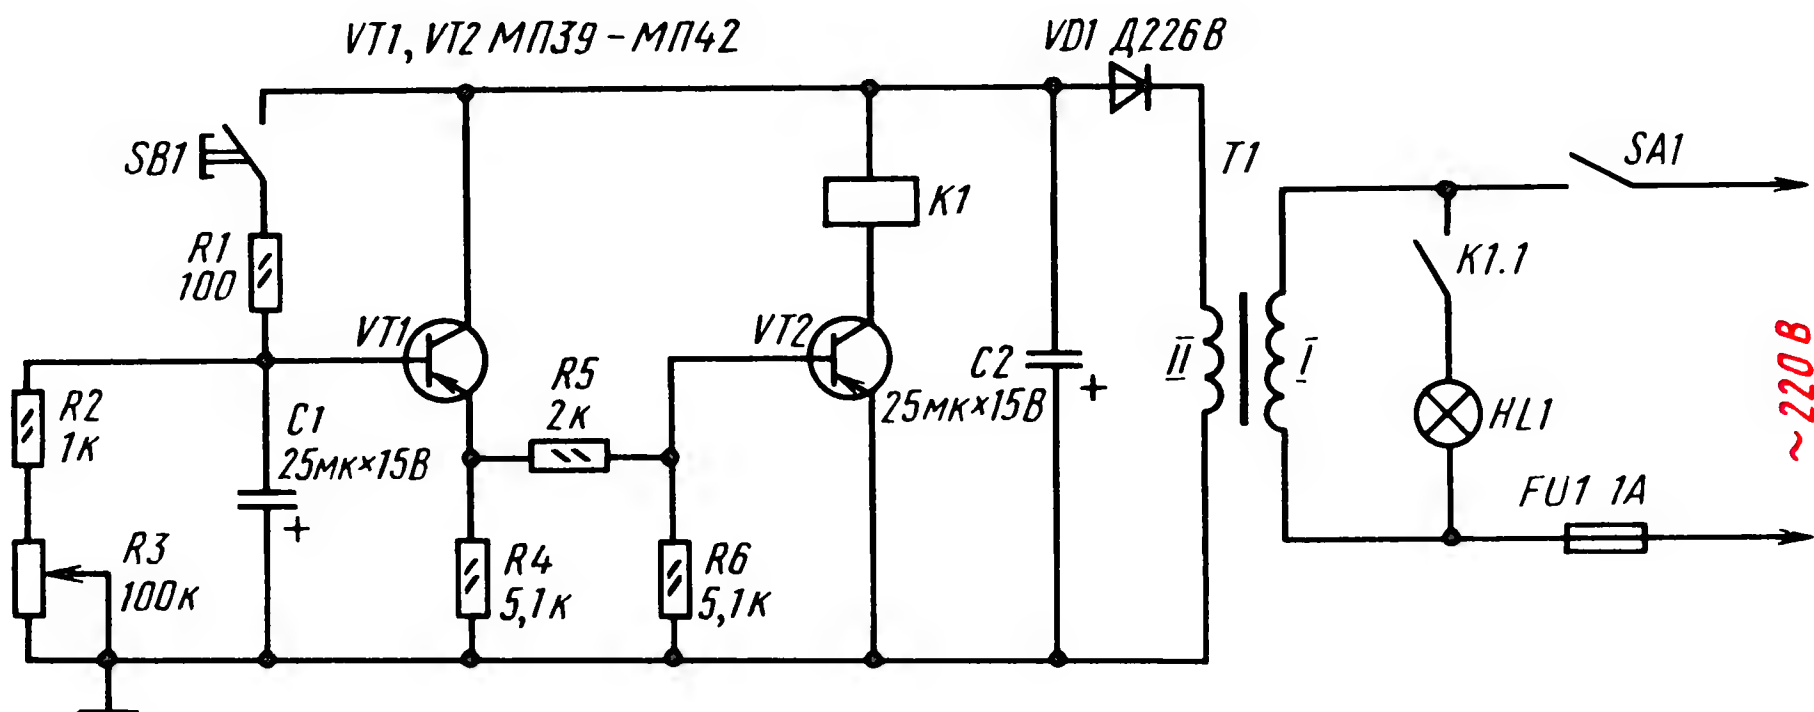 VT1, VT2 МП39 – МП42
VD1 Д226В
SB1
R1
100
VT1
VT2
K1
T1
SA1
K1.1
HL1
FU1 1А
~220 В
II
I
R2
1к
R3
100к
C1
25мк×15В
R5
2к
R4
5,1к
R6
5,1к
C2
25мк×15В
+
+